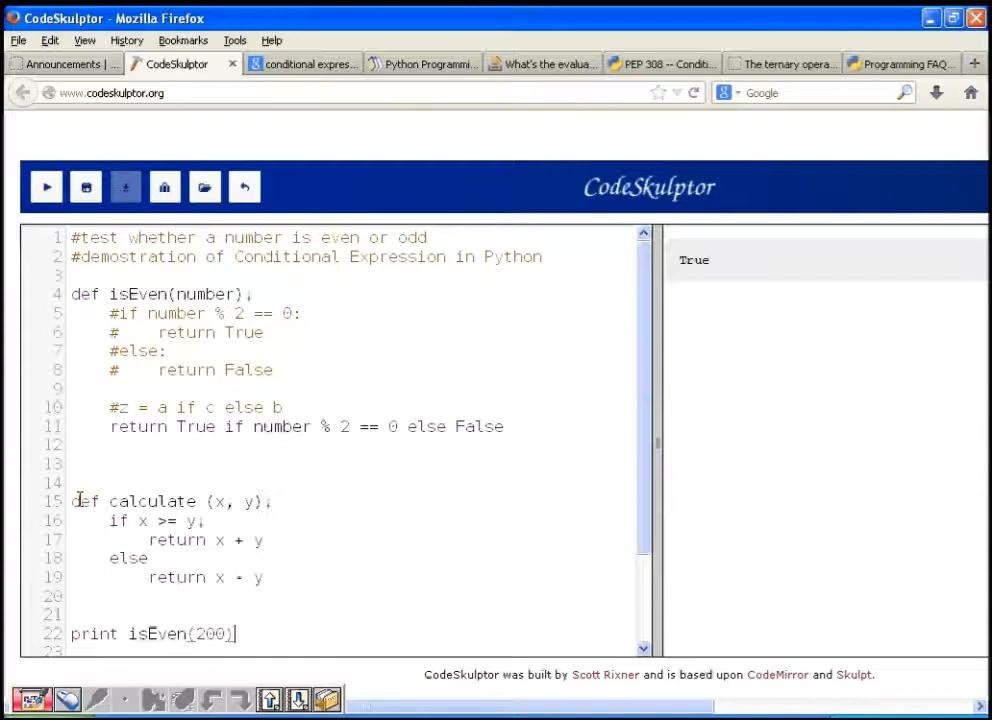 CodeSkulptor - Mozilla Firefox
File Edit View History Bookmarks Tools Help
Announcements | ... CodeSkulptor conditional expres... Python Programmi... What's the evalua... PEP 308 -- Conditi... The ternary opera... Programming FAQ...
www.codeskulptor.org Google
CodeSkulptor
1 #test whether a number is even or odd
2 #demostration of Conditional Expression in Python
3
4 def isEven(number):
5 #if number % 2 == 0:
6 #    return True
7 #else:
8 #    return False
9
10 #z = a if c else b
11 return True if number % 2 == 0 else False
12
13
14
15 def calculate (x, y):
16 if x >= y:
17 return x + y
18 else
19 return x - y
20
21
22 print isEven(200)
23
True
CodeSkulptor was built by Scott Rixner and is based upon CodeMirror and Skulpt.